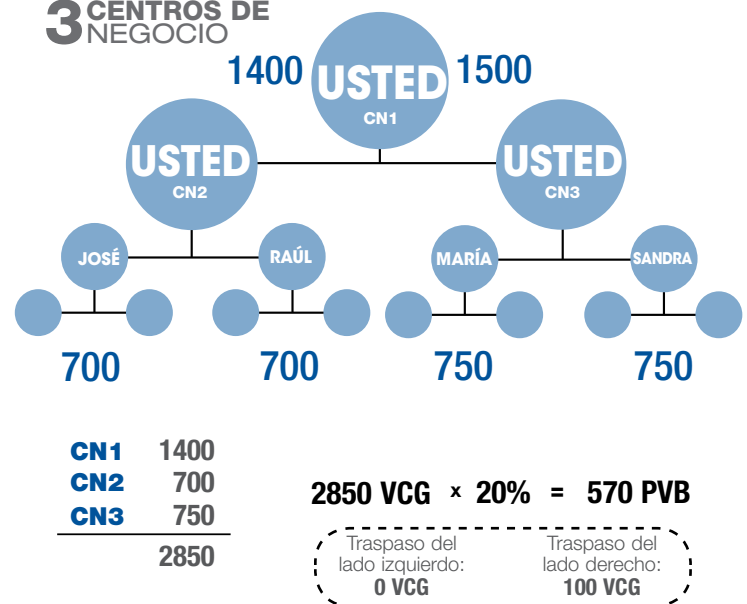 3 CENTROS DE
NEGOCIO
1400 USTED 1500
CN1
USTED USTED
CN2 CN3
JOSÉ RAÚL MARÍA SANDRA
700 700 750 750
CN1 1400
CN2 700
CN3 750
2850
2850 VCG x 20% = 570 PVB
Traspaso del
lado izquierdo:
0 VCG
Traspaso del
lado derecho:
100 VCG